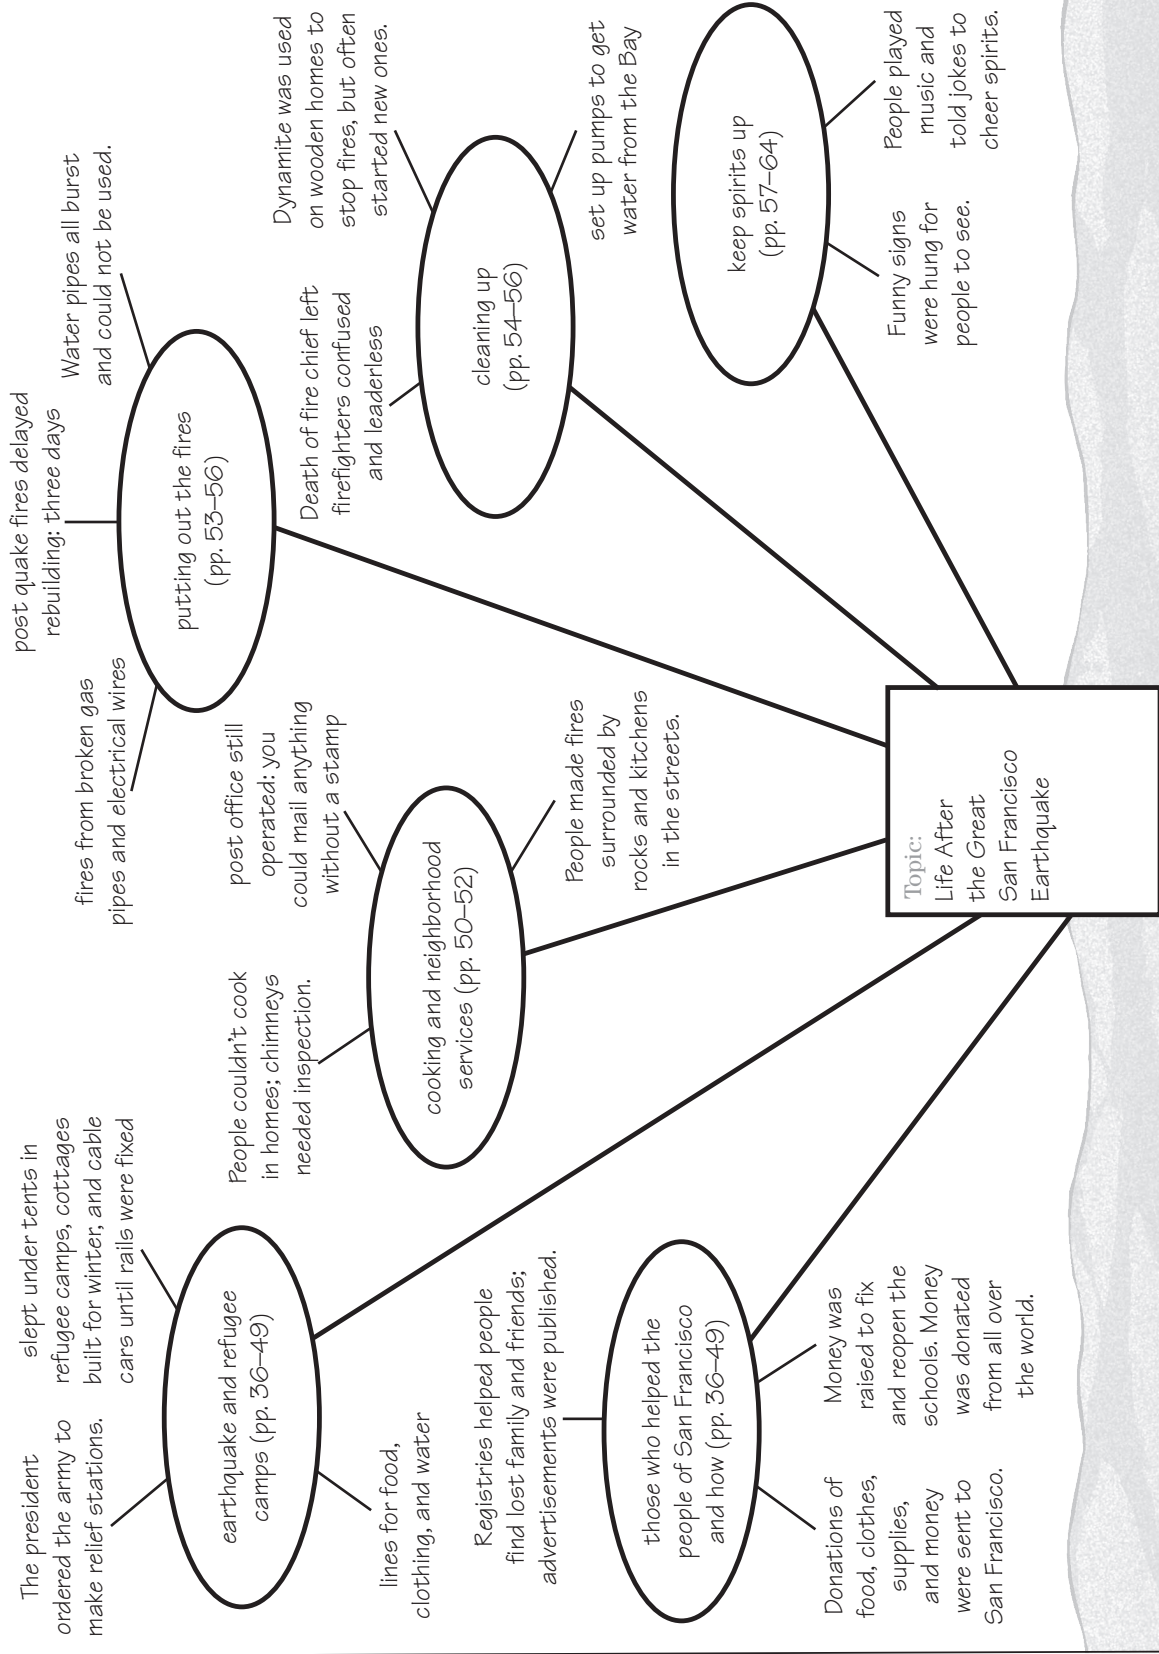 Topic:
Life After
the Great
San Francisco
Earthquake
those who helped the
people of San Francisco
and how (pp. 36–49)
Donations of
food, clothes,
supplies,
and money
were sent to
San Francisco.
Registries helped people
find lost family and friends;
advertisements were published.
Money was
raised to fix
and reopen the
schools. Money
was donated
from all over
the world.
earthquake and refugee
camps (pp. 36–49)
lines for food,
clothing, and water
The president
ordered the army to
make relief stations.
slept under tents in
refugee camps, cottages
built for winter, and cable
cars until rails were fixed
cooking and neighborhood
services (pp. 50–52)
People couldn't cook
in homes; chimneys
needed inspection.
post office still
operated: you
could mail anything
without a stamp
People made fires
surrounded by
rocks and kitchens
in the streets.
putting out the fires
(pp. 53–56)
fires from broken gas
pipes and electrical wires
post quake fires delayed
rebuilding: three days
Water pipes all burst
and could not be used.
cleaning up
(pp. 54–56)
Death of fire chief left
firefighters confused
and leaderless
Dynamite was used
on wooden homes to
stop fires, but often
started new ones.
set up pumps to get
water from the Bay
keep spirits up
(pp. 57–64)
Funny signs
were hung for
people to see.
People played
music and
told jokes to
cheer spirits.